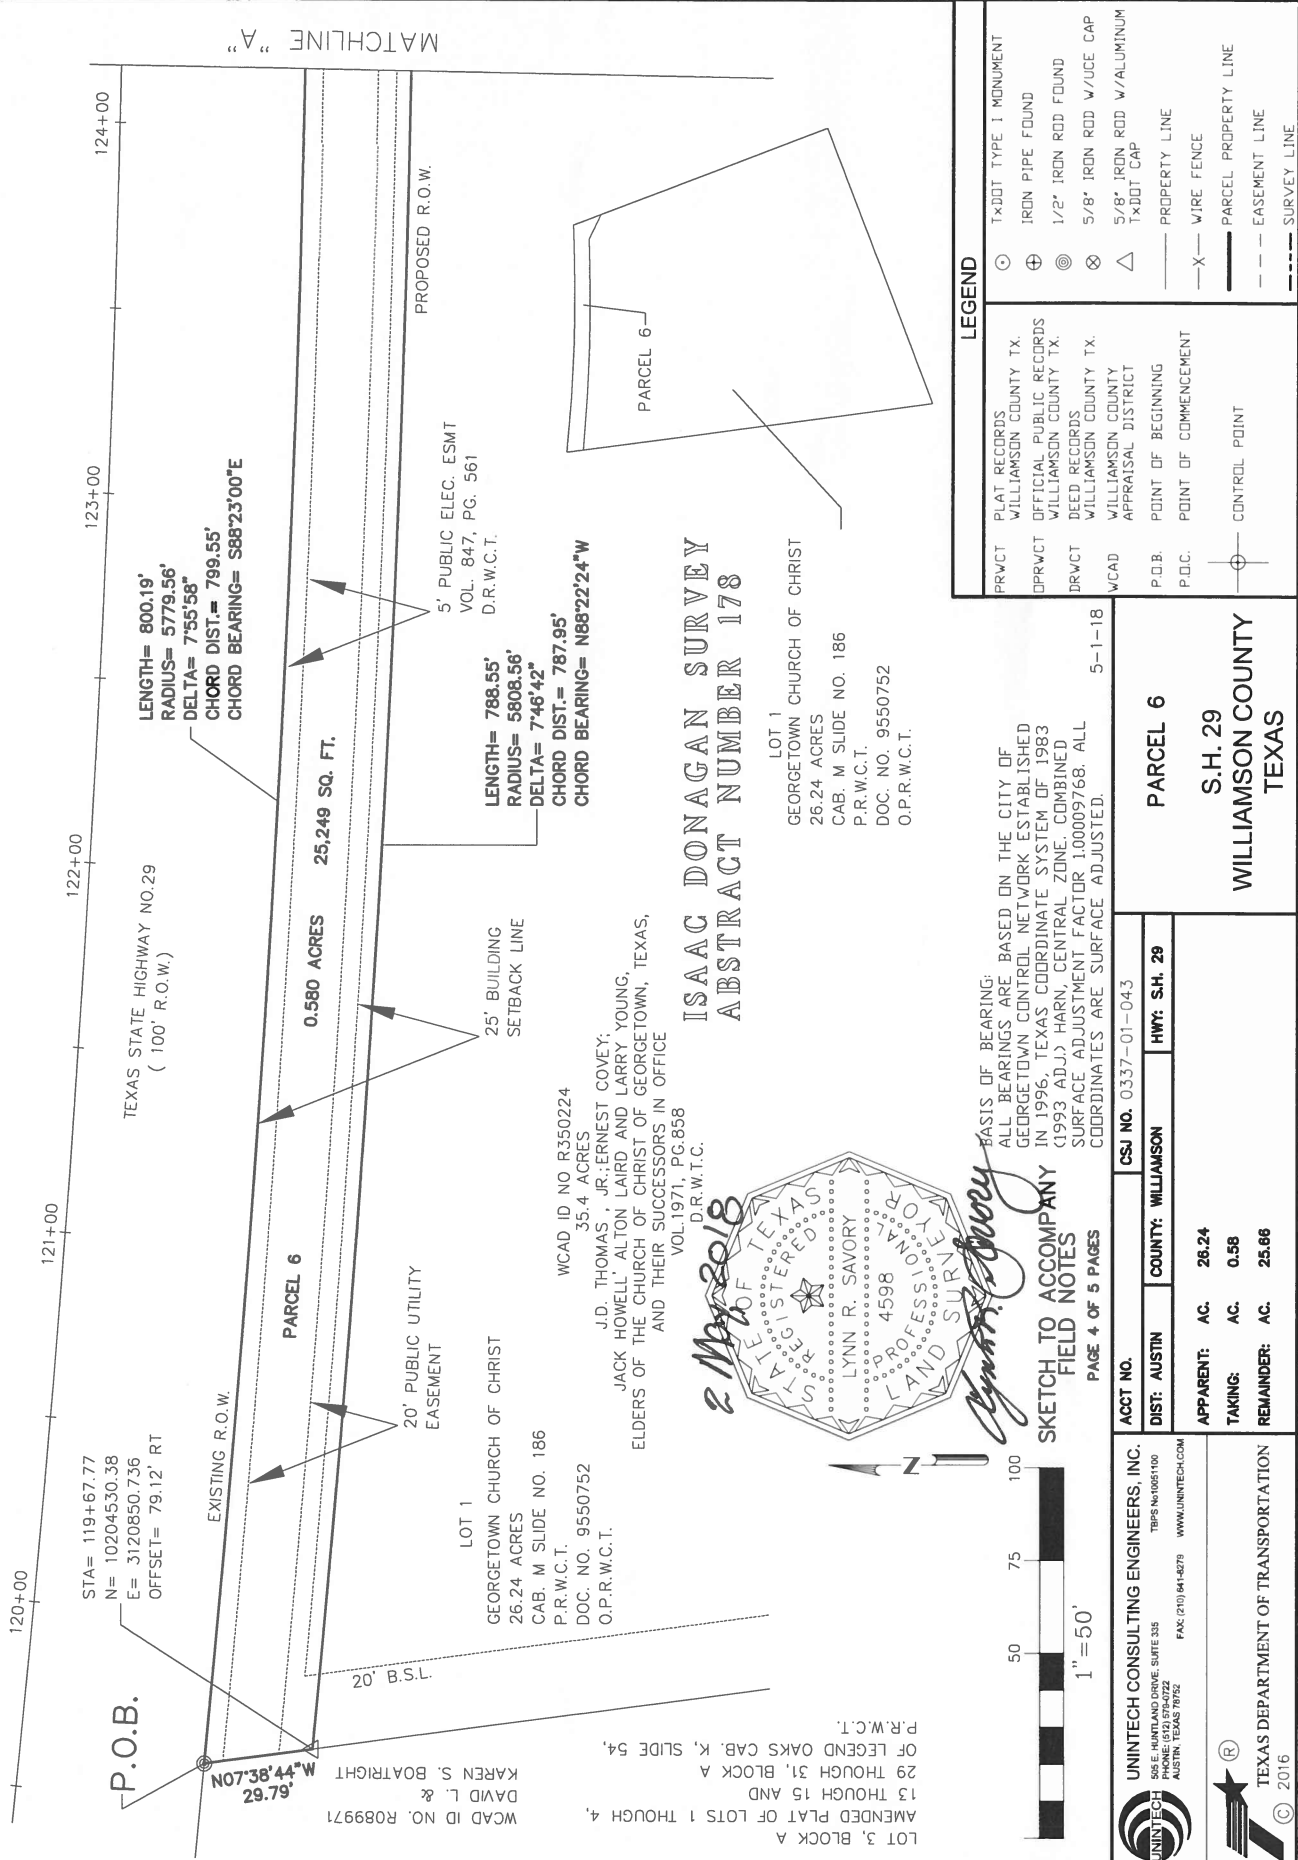 MATCHLINE "A"
120+00
121+00
122+00
123+00
124+00
STA= 119+67.77
N= 10204530.38
E= 3120850.736
OFFSET= 79.12' RT
P.O.B.
EXISTING R.O.W.
TEXAS STATE HIGHWAY NO.29
( 100' R.O.W.)
LENGTH= 800.19'
RADIUS= 5779.56'
DELTA= 7°55'58"
CHORD DIST.= 799.55'
CHORD BEARING= S88°23'00"E
N07°38'44"W
29.79'
PARCEL 6
0.580 ACRES
25,249 SQ. FT.
PROPOSED R.O.W.
20' PUBLIC UTILITY
EASEMENT
25' BUILDING
SETBACK LINE
5' PUBLIC ELEC. ESMT
VOL. 847, PG. 561
D.R.W.C.T.
LENGTH= 788.55'
RADIUS= 5808.56'
DELTA= 7°46'42"
CHORD DIST.= 787.95'
CHORD BEARING= N88°22'24"W
20' B.S.L.
WCAD ID NO. R089971
DAVID L. &
KAREN S. BOATRIGHT
LOT 3, BLOCK A
AMENDED PLAT OF LOTS 1 THOUGH 4,
13 THOUGH 15 AND
29 THOUGH 31, BLOCK A
OF LEGEND OAKS CAB. K, SLIDE 54,
P.R.W.C.T.
LOT 1
GEORGETOWN CHURCH OF CHRIST
26.24 ACRES
CAB. M SLIDE NO. 186
P.R.W.C.T.
DOC. NO. 9550752
O.P.R.W.C.T.
WCAD ID NO R350224
35.4 ACRES
J.D. THOMAS , JR.;ERNEST COVEY;
JACK HOWELL' ALTON LAIRD AND LARRY YOUNG,
ELDERS OF THE CHURCH OF CHRIST OF GEORGETOWN, TEXAS,
AND THEIR SUCCESSORS IN OFFICE
VOL.1971, PG.858
D.R.W.T.C.
ISAAC DONAGAN SURVEY
ABSTRACT NUMBER 178
LOT 1
GEORGETOWN CHURCH OF CHRIST
26.24 ACRES
CAB. M SLIDE NO. 186
P.R.W.C.T.
DOC. NO. 9550752
O.P.R.W.C.T.
PARCEL 6
2 May 2018
STATE OF TEXAS
REGISTERED
LYNN R. SAVORY
4598
PROFESSIONAL
LAND SURVEYOR
Lynn R. Savory
N
BASIS OF BEARING:
ALL BEARINGS ARE BASED ON THE CITY OF
GEORGETOWN CONTROL NETWORK ESTABLISHED
IN 1996, TEXAS COORDINATE SYSTEM OF 1983
(1993 ADJ.) HARN, CENTRAL ZONE. COMBINED
SURFACE ADJUSTMENT FACTOR 1.00009768. ALL
COORDINATES ARE SURFACE ADJUSTED.
5-1-18
50
75
100
1"=50'
SKETCH TO ACCOMPANY
FIELD NOTES
PAGE 4 OF 5 PAGES
LEGEND
PRWCT PLAT RECORDS
WILLIAMSON COUNTY TX.
OPRWCT OFFICIAL PUBLIC RECORDS
WILLIAMSON COUNTY TX.
DRWCT DEED RECORDS
WILLIAMSON COUNTY TX.
WCAD WILLIAMSON COUNTY
APPRAISAL DISTRICT
P.O.B. POINT OF BEGINNING
P.O.C. POINT OF COMMENCEMENT
CONTROL POINT
TxDOT TYPE 1 MONUMENT
IRON PIPE FOUND
1/2" IRON ROD FOUND
5/8" IRON ROD W/UCE CAP
5/8" IRON ROD W/ALUMINUM
TxDOT CAP
PROPERTY LINE
X WIRE FENCE
PARCEL PROPERTY LINE
EASEMENT LINE
SURVEY LINE
UNINTECH
UNINTECH CONSULTING ENGINEERS, INC.
505 E. HUNTLAND DRIVE, SUITE 335
TBPS No10051100
PHONE: (512) 579-0722
AUSTIN, TEXAS 78752
FAX: (210) 641-8279
WWW.UNINTECH.COM
®
TEXAS DEPARTMENT OF TRANSPORTATION
© 2016
ACCT NO.
CSJ NO. 0337-01-043
DIST: AUSTIN
COUNTY: WILLIAMSON
HWY: S.H. 29
APPARENT: AC. 26.24
TAKING: AC. 0.58
REMAINDER: AC. 25.66
PARCEL 6
S.H. 29
WILLIAMSON COUNTY
TEXAS